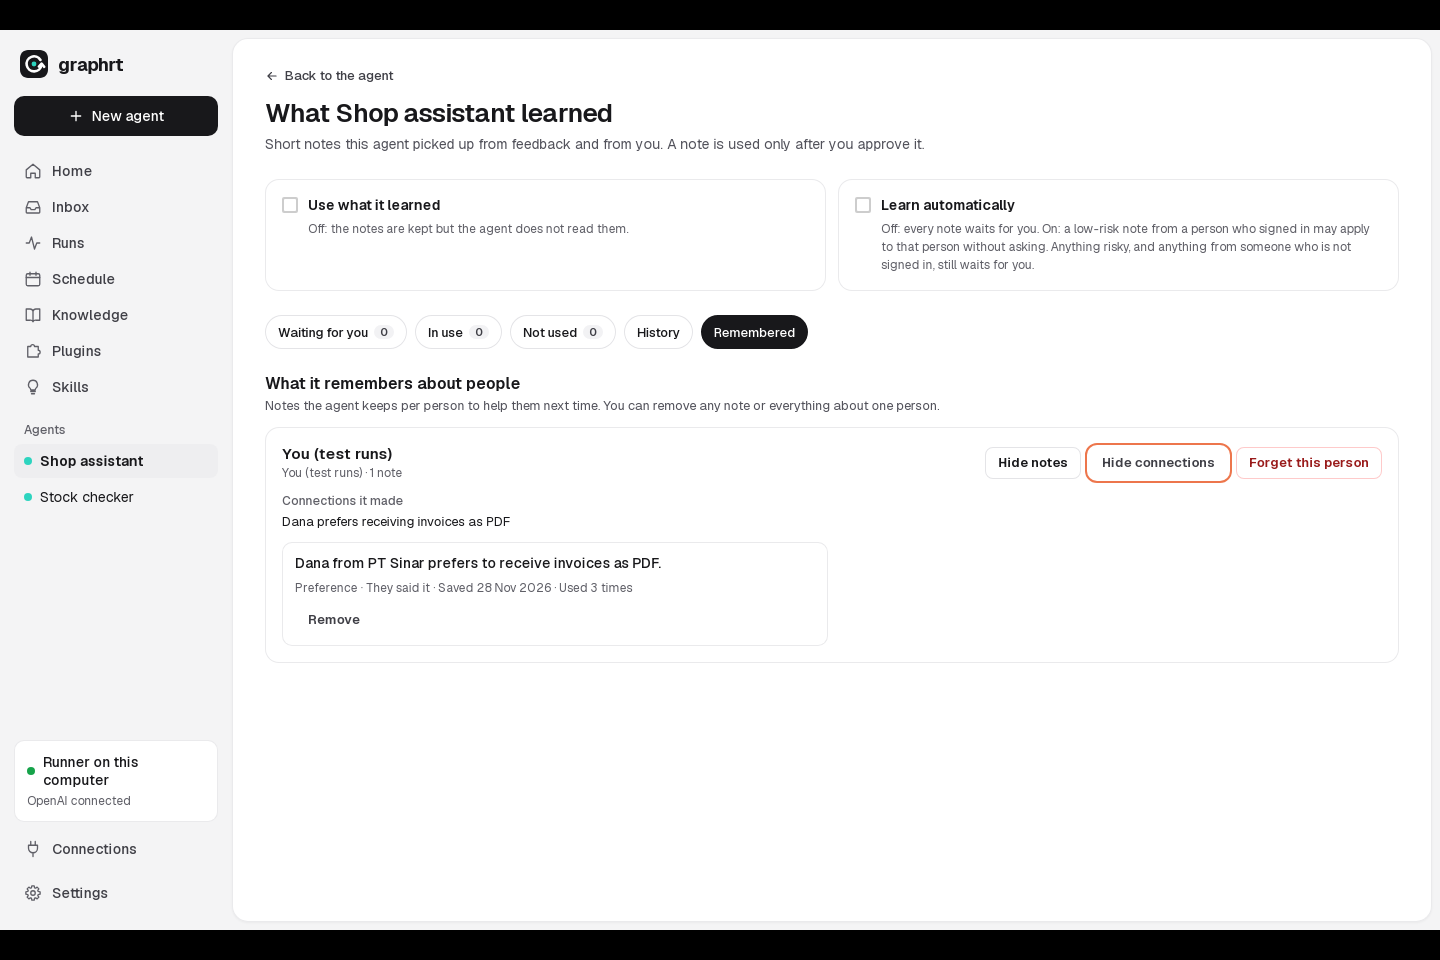 graphrt
New agent
Home
Inbox
Runs
Schedule
Knowledge
Plugins
Skills
Agents
Shop assistant
Stock checker
Runner on this
computer
OpenAI connected
Connections
Settings
Back to the agent
What Shop assistant learned
Short notes this agent picked up from feedback and from you. A note is used only after you approve it.
Use what it learned
Off: the notes are kept but the agent does not read them.
Learn automatically
Off: every note waits for you. On: a low-risk note from a person who signed in may apply
to that person without asking. Anything risky, and anything from someone who is not
signed in, still waits for you.
Waiting for you 0
In use 0
Not used 0
History
Remembered
What it remembers about people
Notes the agent keeps per person to help them next time. You can remove any note or everything about one person.
You (test runs)
You (test runs) · 1 note
Hide notes
Hide connections
Forget this person
Connections it made
Dana prefers receiving invoices as PDF
Dana from PT Sinar prefers to receive invoices as PDF.
Preference · They said it · Saved 28 Nov 2026 · Used 3 times
Remove